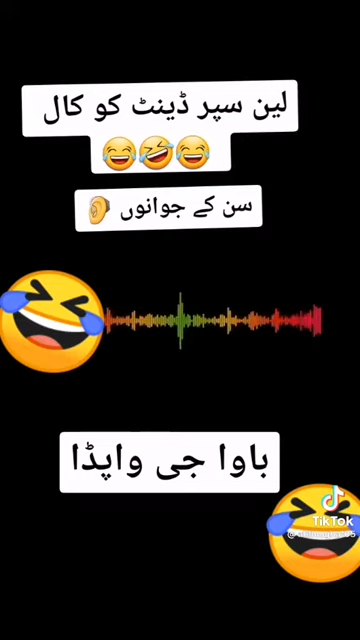 لین سپر ڈینٹ کو کال
😂🤣😂
سن کے جوانوں 👂
باوا جی واپڈا
TikTok